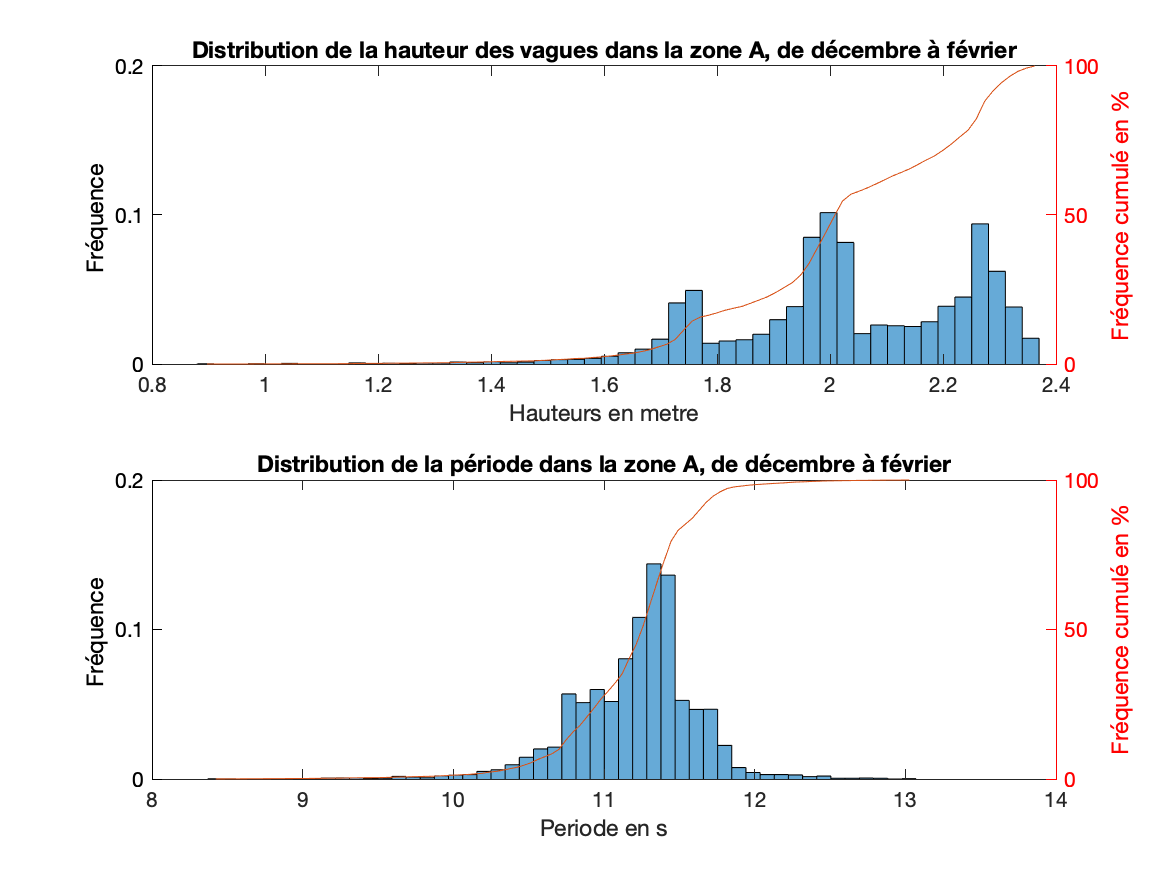 Distribution de la hauteur des vagues dans la zone A, de décembre à février
0.2
0.1
0
Fréquence
100
50
0
Fréquence cumulé en %
0.8 1 1.2 1.4 1.6 1.8 2 2.2 2.4
Hauteurs en metre
Distribution de la période dans la zone A, de décembre à février
0.2
0.1
0
Fréquence
100
50
0
Fréquence cumulé en %
8 9 10 11 12 13 14
Periode en s